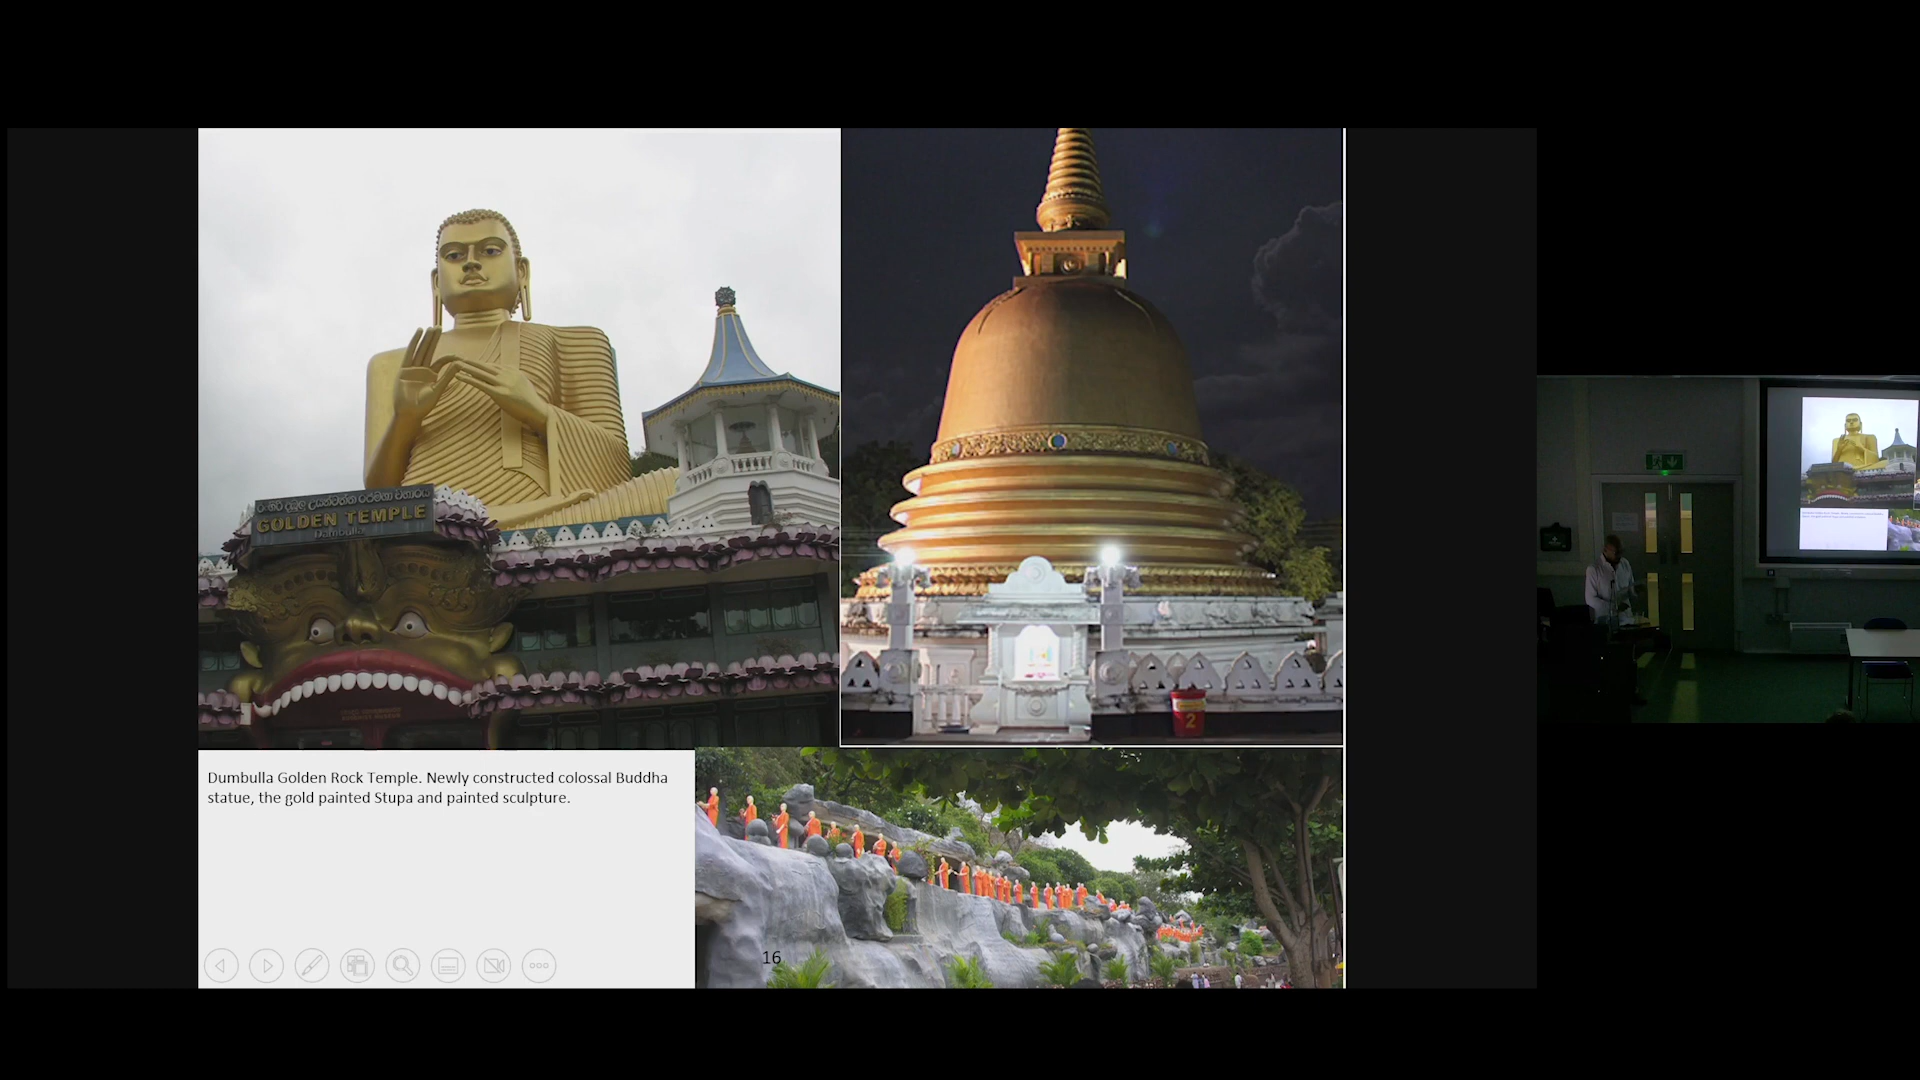 GOLDEN TEMPLE
Dambulla
2
Dumbulla Golden Rock Temple. Newly constructed colossal Buddha
statue, the gold painted Stupa and painted sculpture.
16